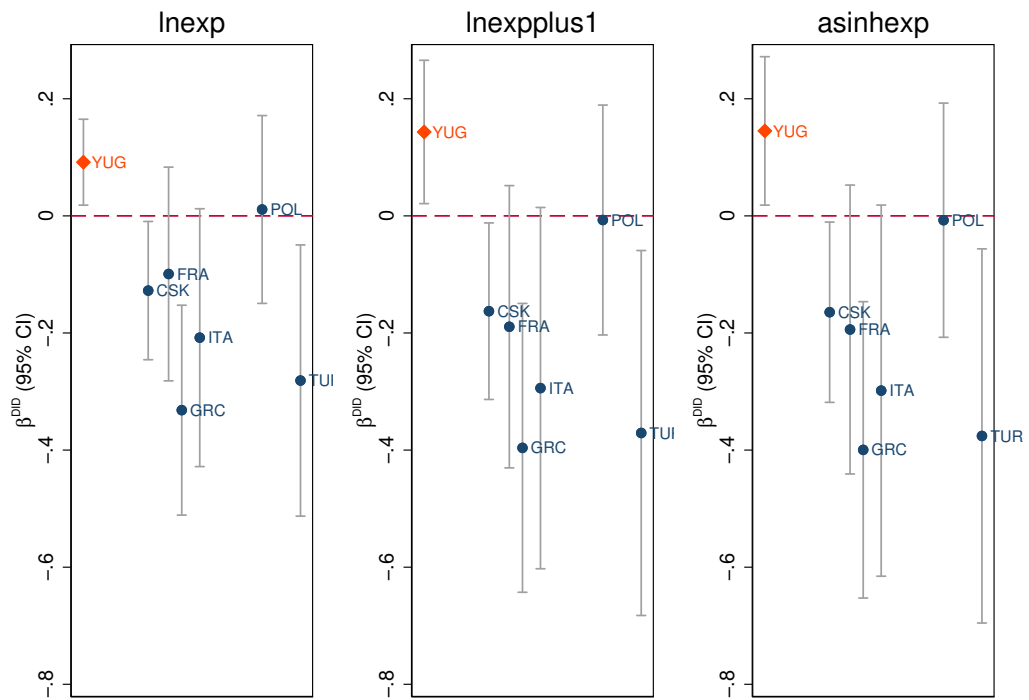 lnexp
.2
0
-.2
-.4
-.6
-.8
β^DID (95% CI)
YUG
POL
FRA
CSK
ITA
TUI
GRC
lnexpplus1
.2
0
-.2
-.4
-.6
-.8
β^DID (95% CI)
YUG
POL
CSK
FRA
ITA
TUI
GRC
asinhexp
.2
0
-.2
-.4
-.6
-.8
β^DID (95% CI)
YUG
POL
CSK
FRA
ITA
TUR
GRC